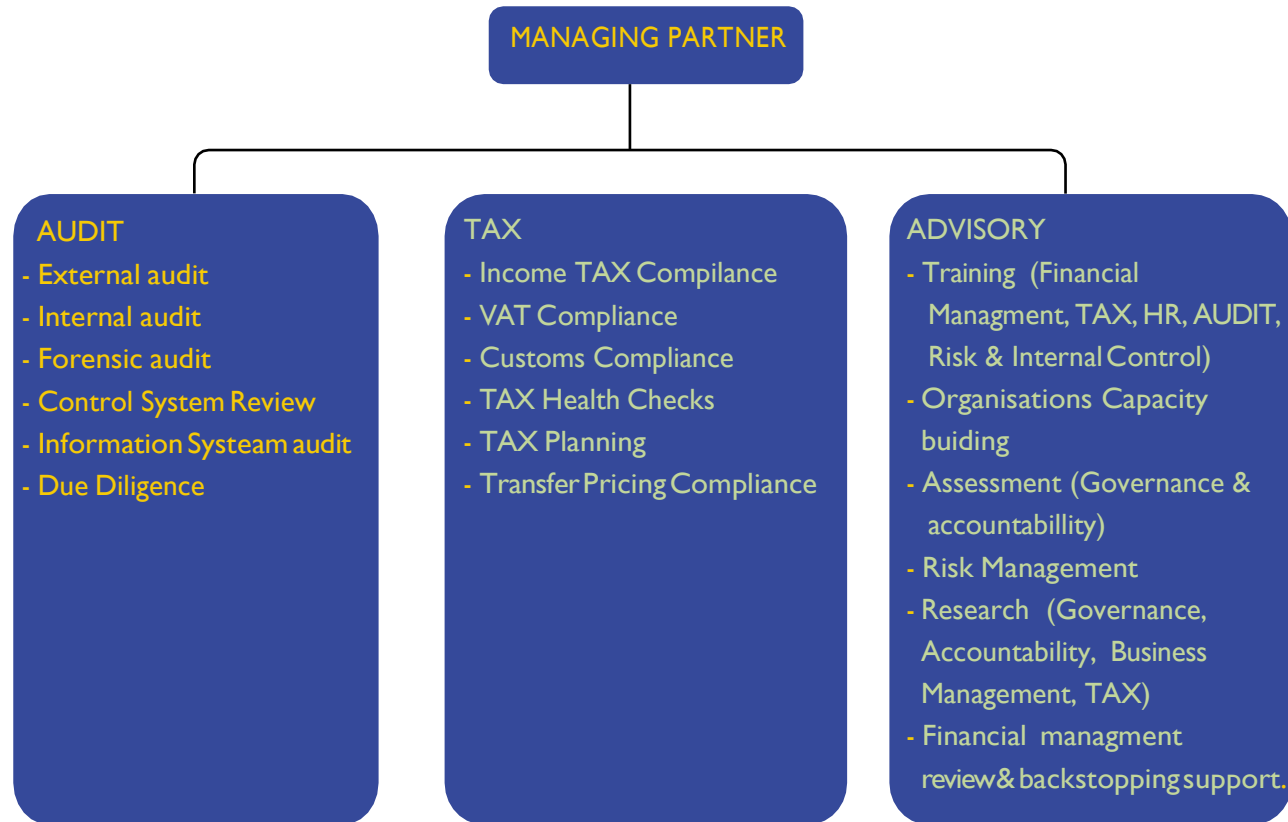 MANAGING PARTNER
AUDIT
- External audit
- Internal audit
- Forensic audit
- Control System Review
- Information Systeam audit
- Due Diligence
TAX
- Income TAX Compilance
- VAT Compliance
- Customs Compliance
- TAX Health Checks
- TAX Planning
- Transfer Pricing Compliance
ADVISORY
- Training (Financial
Managment, TAX, HR, AUDIT,
Risk & Internal Control)
- Organisations Capacity
buiding
- Assessment (Governance &
accountabillity)
- Risk Management
- Research (Governance,
Accountability, Business
Management, TAX)
- Financial managment
review & backstopping support.